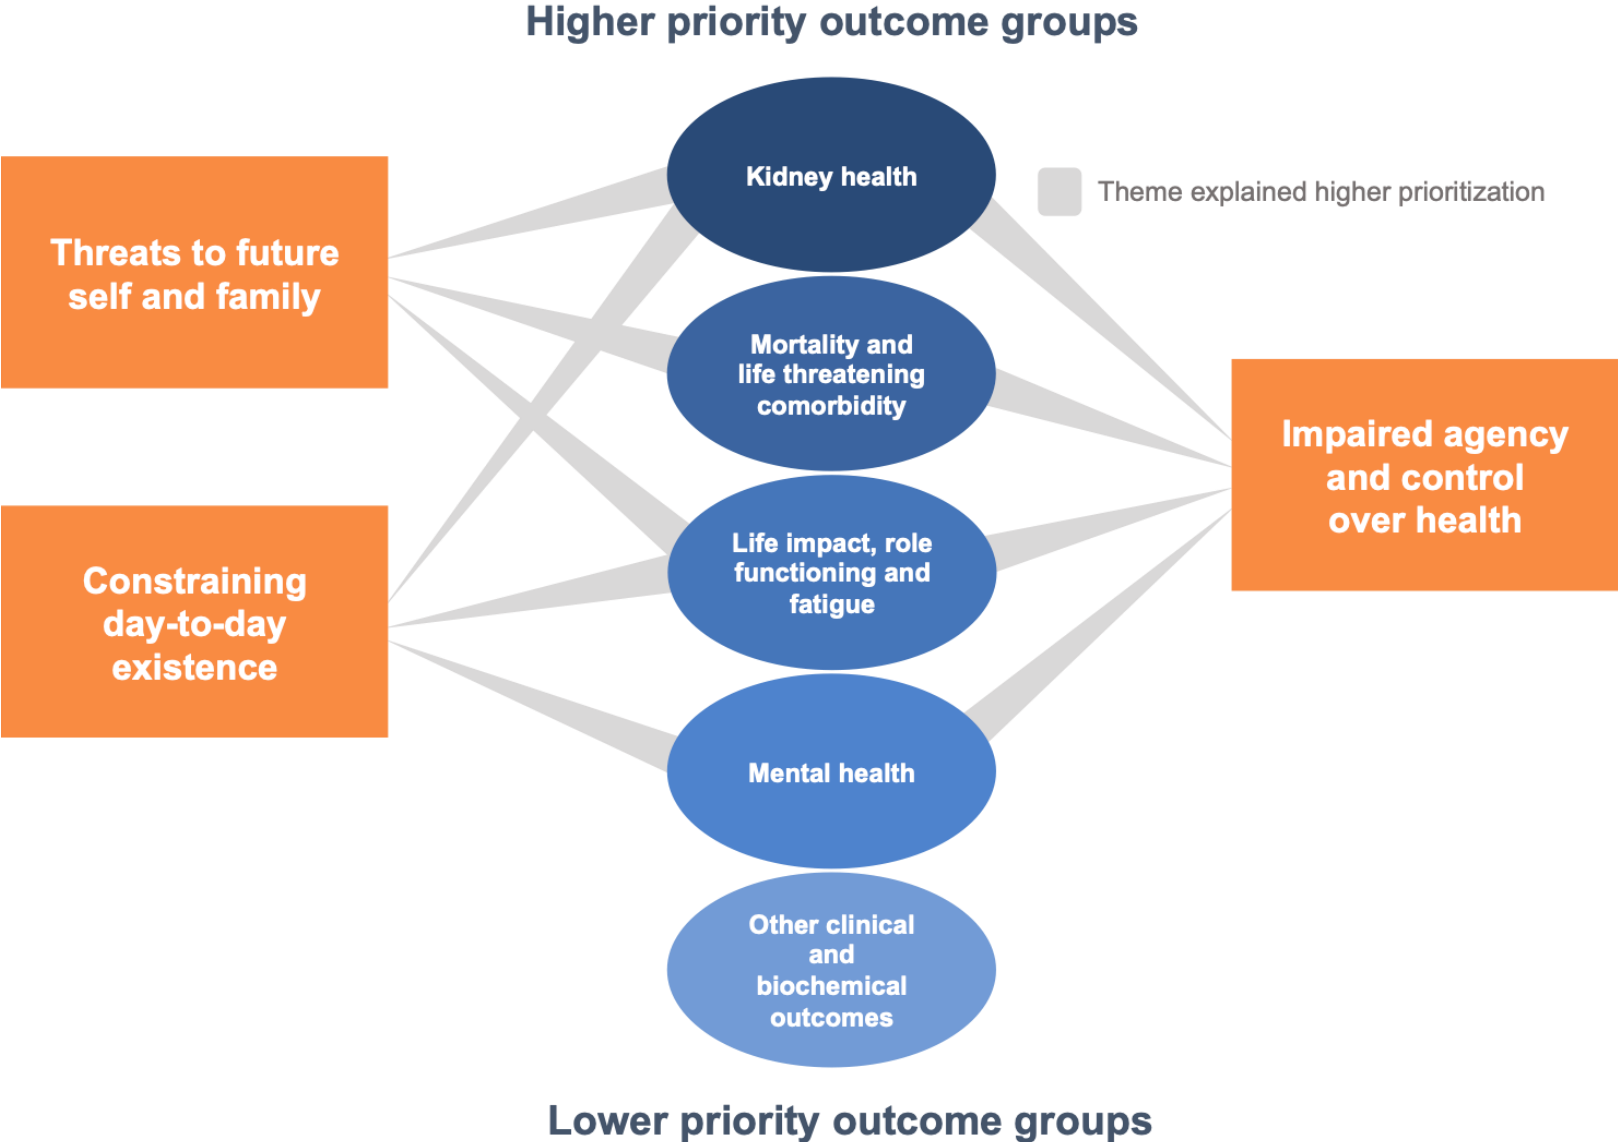 Higher priority outcome groups
Threats to future
self and family
Constraining
day-to-day
existence
Kidney health
Mortality and
life threatening
comorbidity
Life impact, role
functioning and
fatigue
Mental health
Other clinical
and
biochemical
outcomes
Theme explained higher prioritization
Impaired agency
and control
over health
Lower priority outcome groups